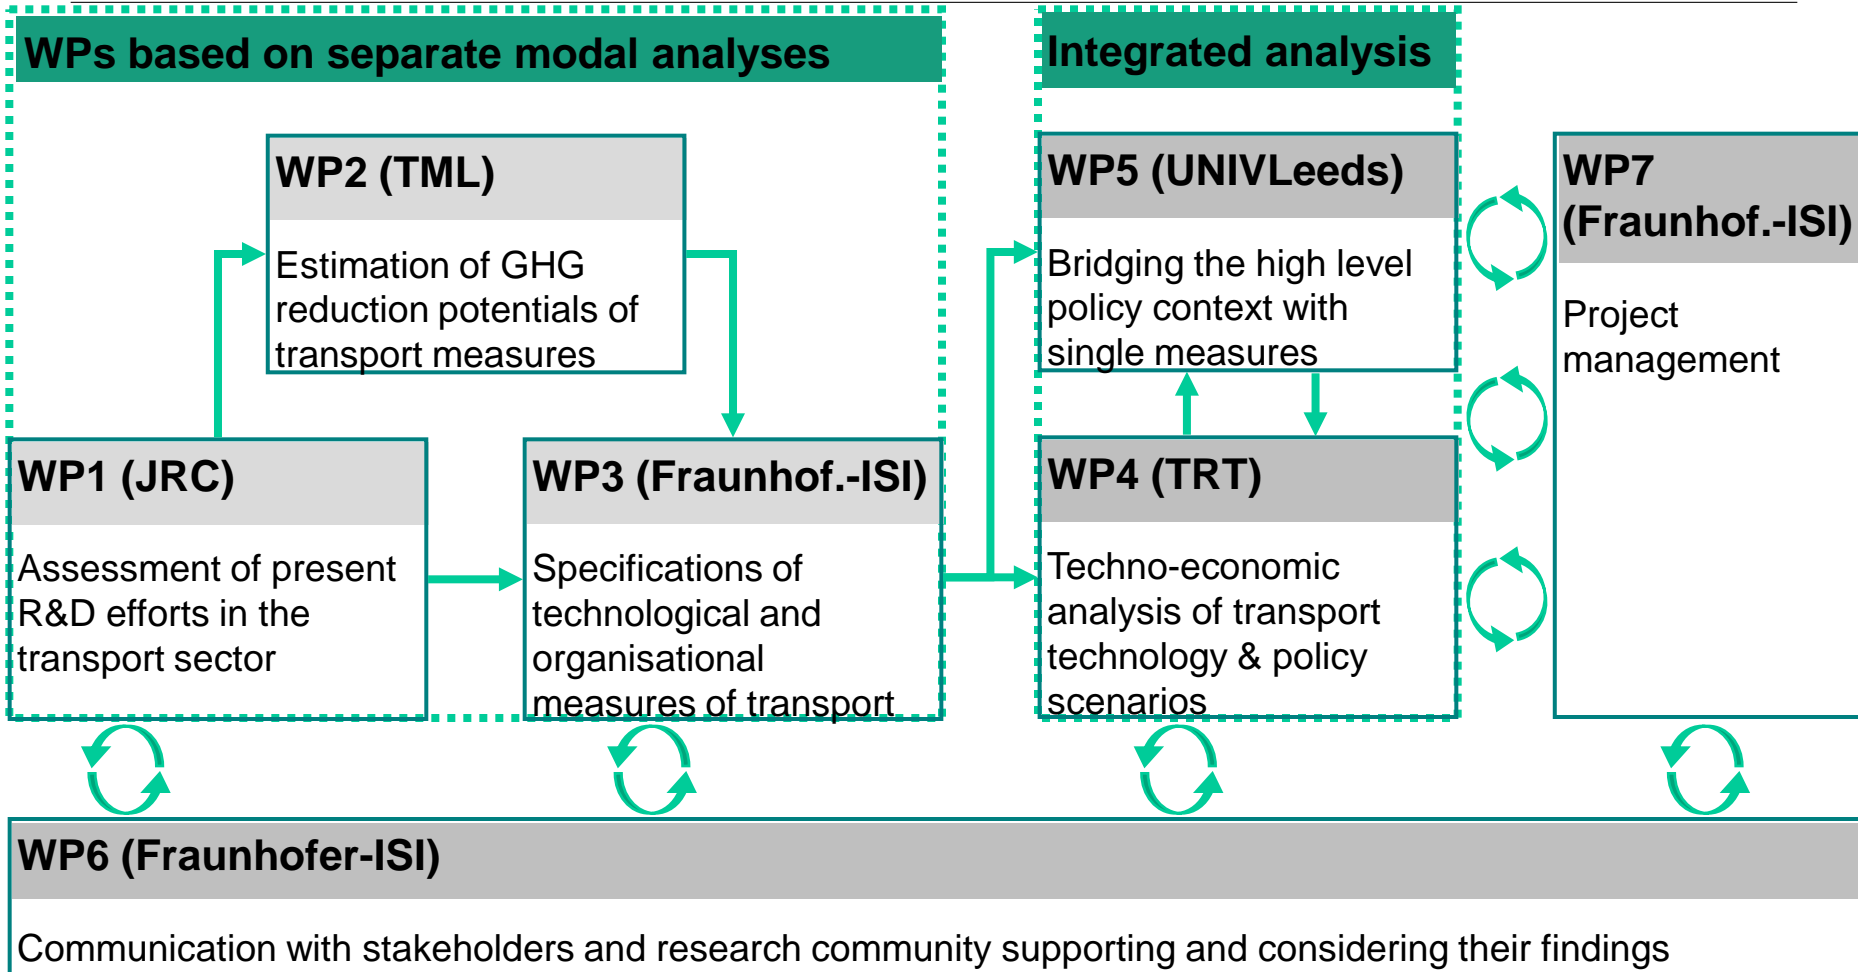 WPs based on separate modal analyses
Integrated analysis
WP2 (TML)
Estimation of GHG
reduction potentials of
transport measures
WP5 (UNIVLeeds)
Bridging the high level
policy context with
single measures
WP7
(Fraunhof.-ISI)
Project
management
WP1 (JRC)
Assessment of present
R&D efforts in the
transport sector
WP3 (Fraunhof.-ISI)
Specifications of
technological and
organisational
measures of transport
WP4 (TRT)
Techno-economic
analysis of transport
technology & policy
scenarios
WP6 (Fraunhofer-ISI)
Communication with stakeholders and research community supporting and considering their findings